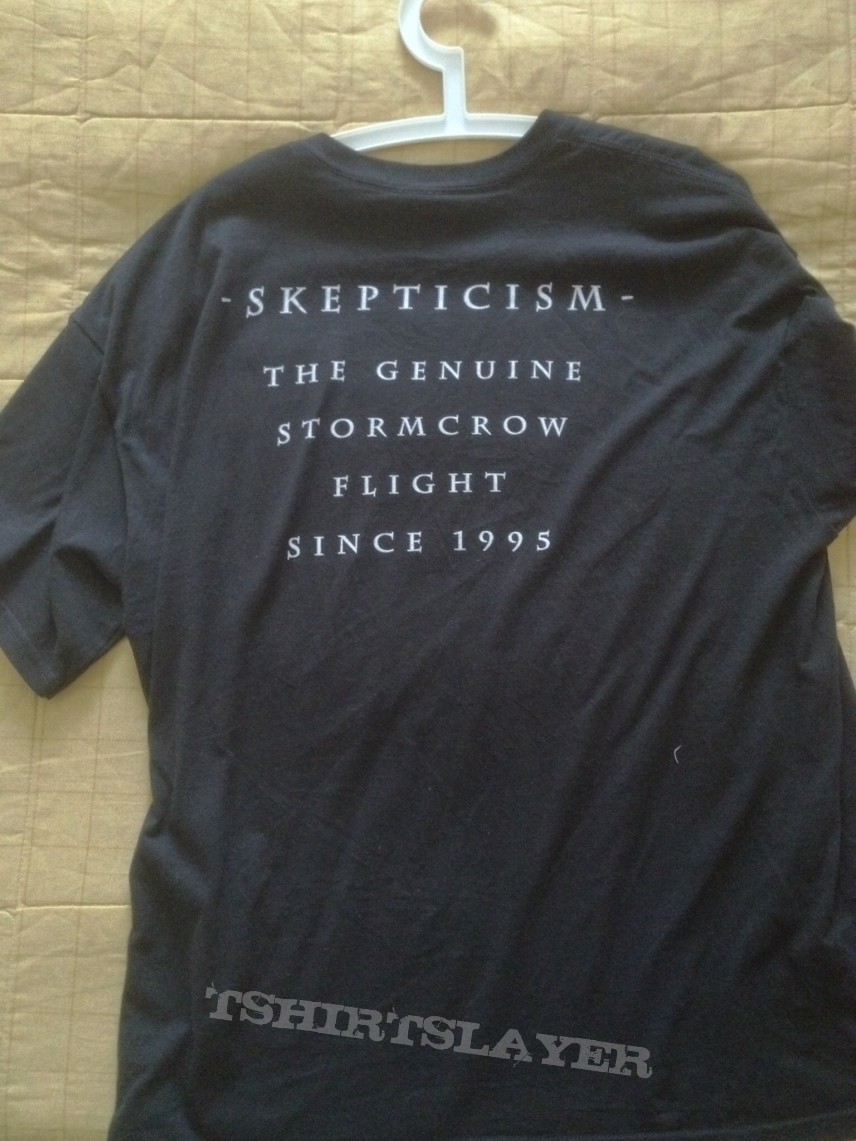 - SKEPTICISM -
THE GENUINE
STORMCROW
FLIGHT
SINCE 1995
TSHIRTSLAYER